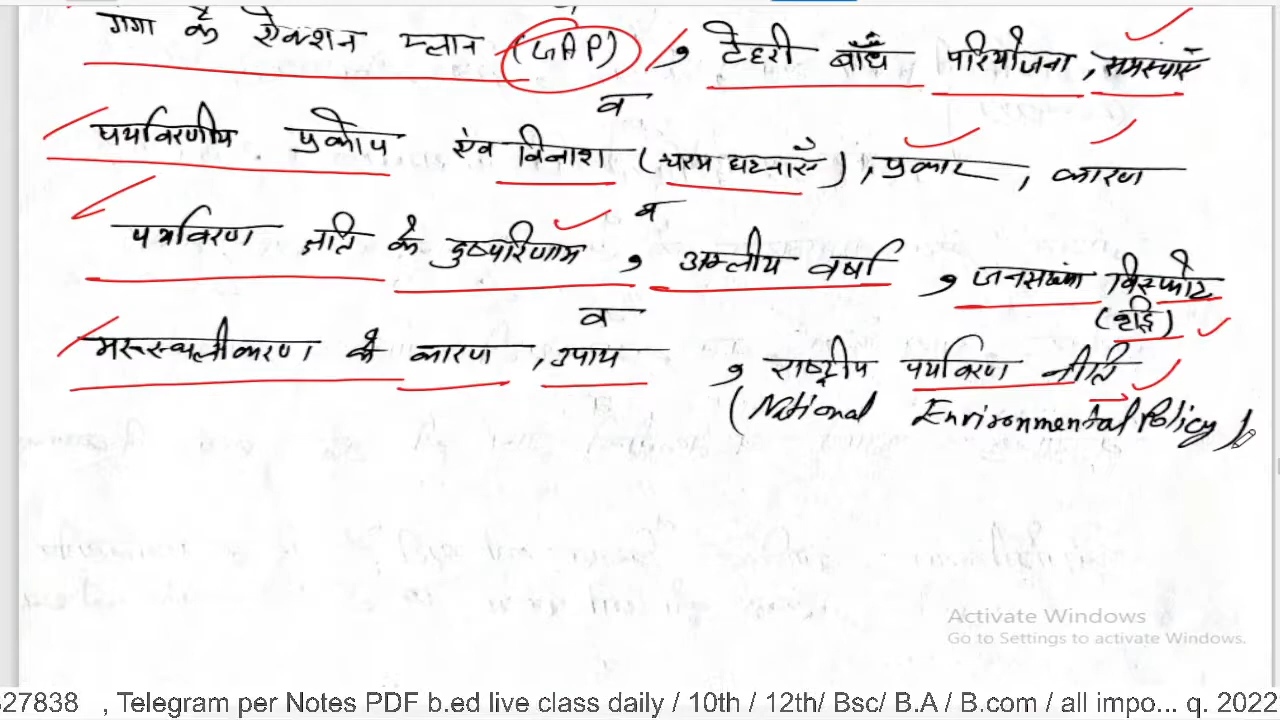 गंगा के ऐक्शन प्लान (GAP) , टेहरी बाँध परियोजना, समस्याएँ
व
पर्यावरणीय प्रकोप एंव विनाश (चरम घटनाएँ), प्रकार , कारण
व
पर्यावरण क्षति के दुष्परिणाम , अम्लीय वर्षा , जनसंख्या विस्फोट
(वृद्धि)
व
मरूस्थलीकरण के कारण , उपाय , राष्ट्रीय पर्यावरण नीति
(National Environmental Policy)
Activate Windows
Go to Settings to activate Windows.
27838 , Telegram per Notes PDF b.ed live class daily / 10th / 12th/ Bsc/ B.A / B.com / all impo... q. 2022